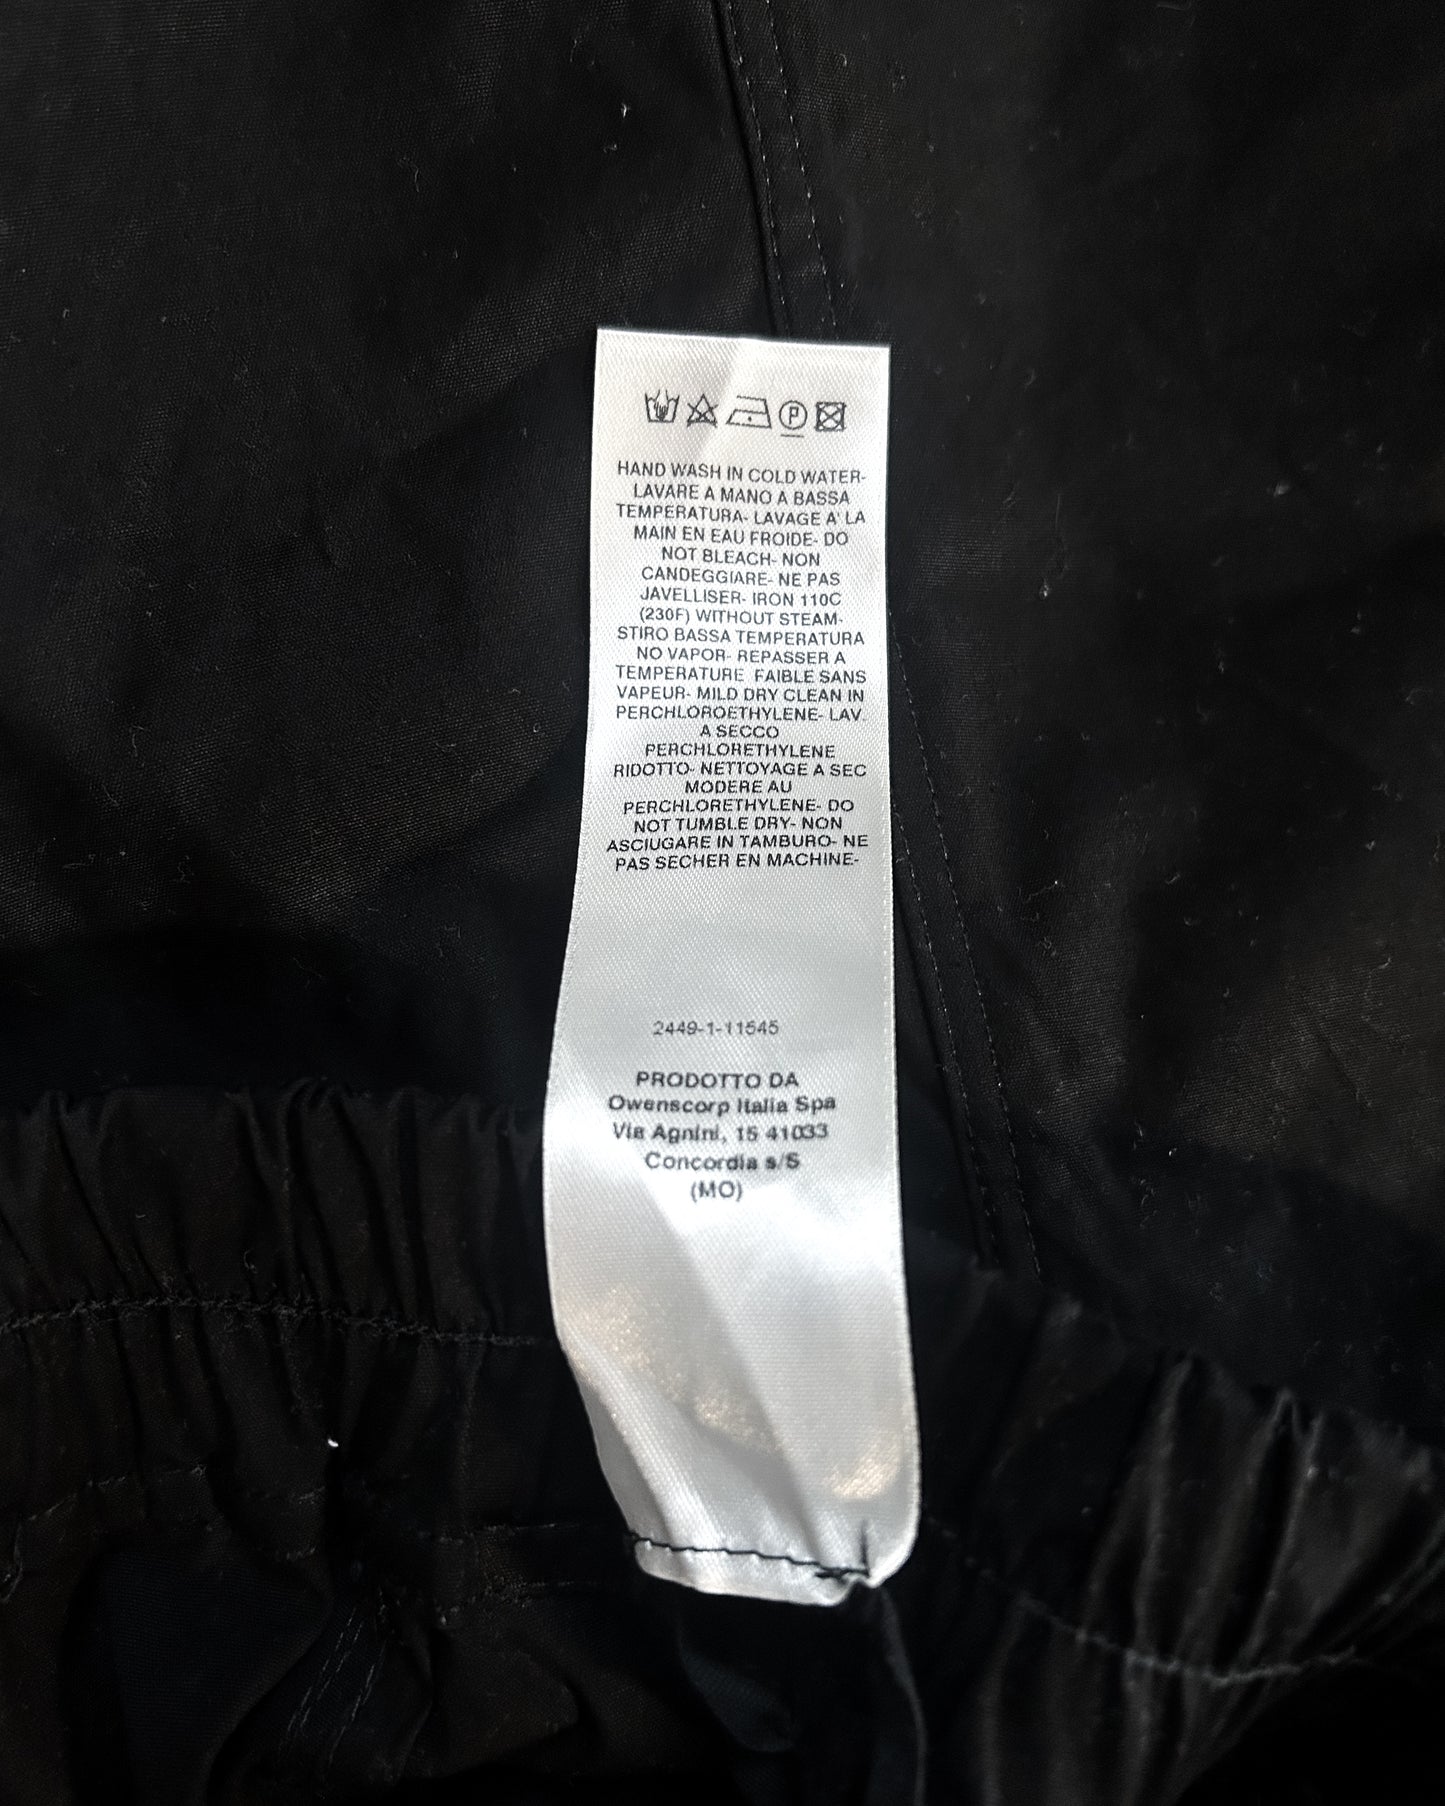 P
HAND WASH IN COLD WATER-
LAVARE A MANO A BASSA
TEMPERATURA- LAVAGE A' LA
MAIN EN EAU FROIDE- DO
NOT BLEACH- NON
CANDEGGIARE- NE PAS
JAVELLISER- IRON 110C
(230F) WITHOUT STEAM-
STIRO BASSA TEMPERATURA
NO VAPOR- REPASSER A
TEMPERATURE FAIBLE SANS
VAPEUR- MILD DRY CLEAN IN
PERCHLOROETHYLENE- LAV.
A SECCO
PERCHLORETHYLENE
RIDOTTO- NETTOYAGE A SEC
MODERE AU
PERCHLORETHYLENE- DO
NOT TUMBLE DRY- NON
ASCIUGARE IN TAMBURO- NE
PAS SECHER EN MACHINE-
2449-1-11545
PRODOTTO DA
Owenscorp Italia Spa
Via Agnini, 15 41033
Concordia s/S
(MO)